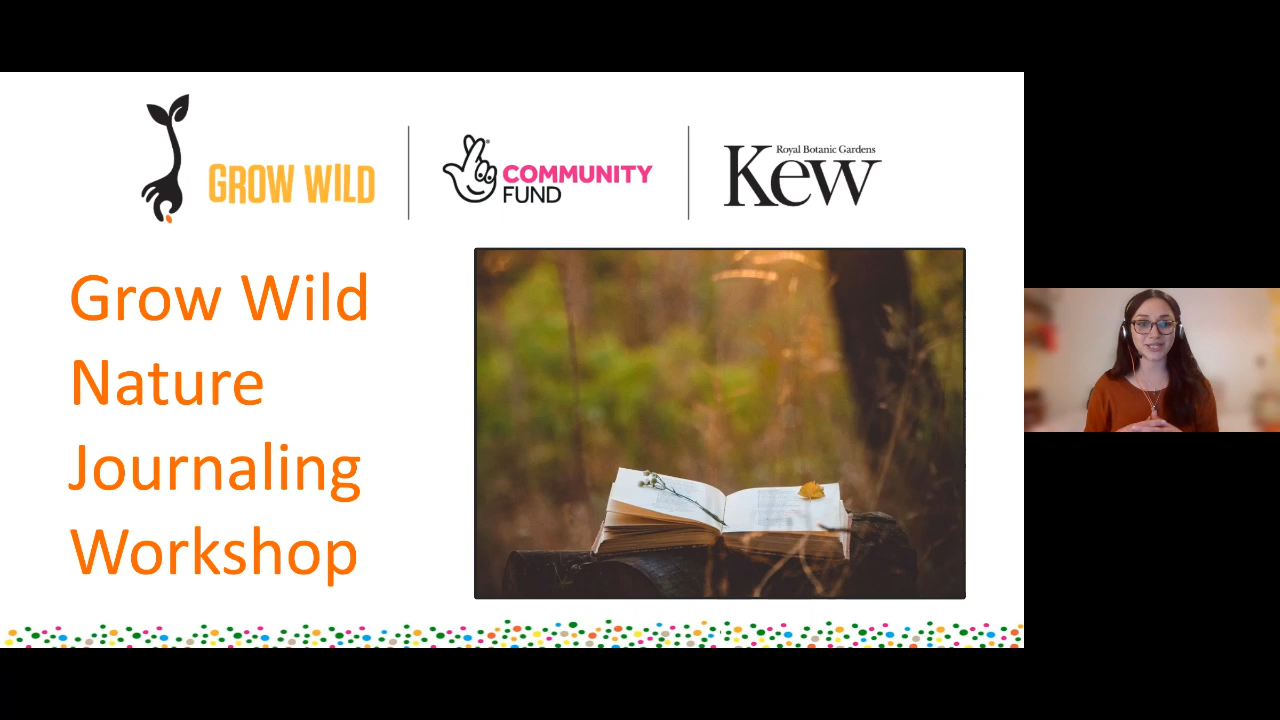 GROW WILD
COMMUNITY
FUND
Royal Botanic Gardens
Kew
Grow Wild
Nature
Journaling
Workshop